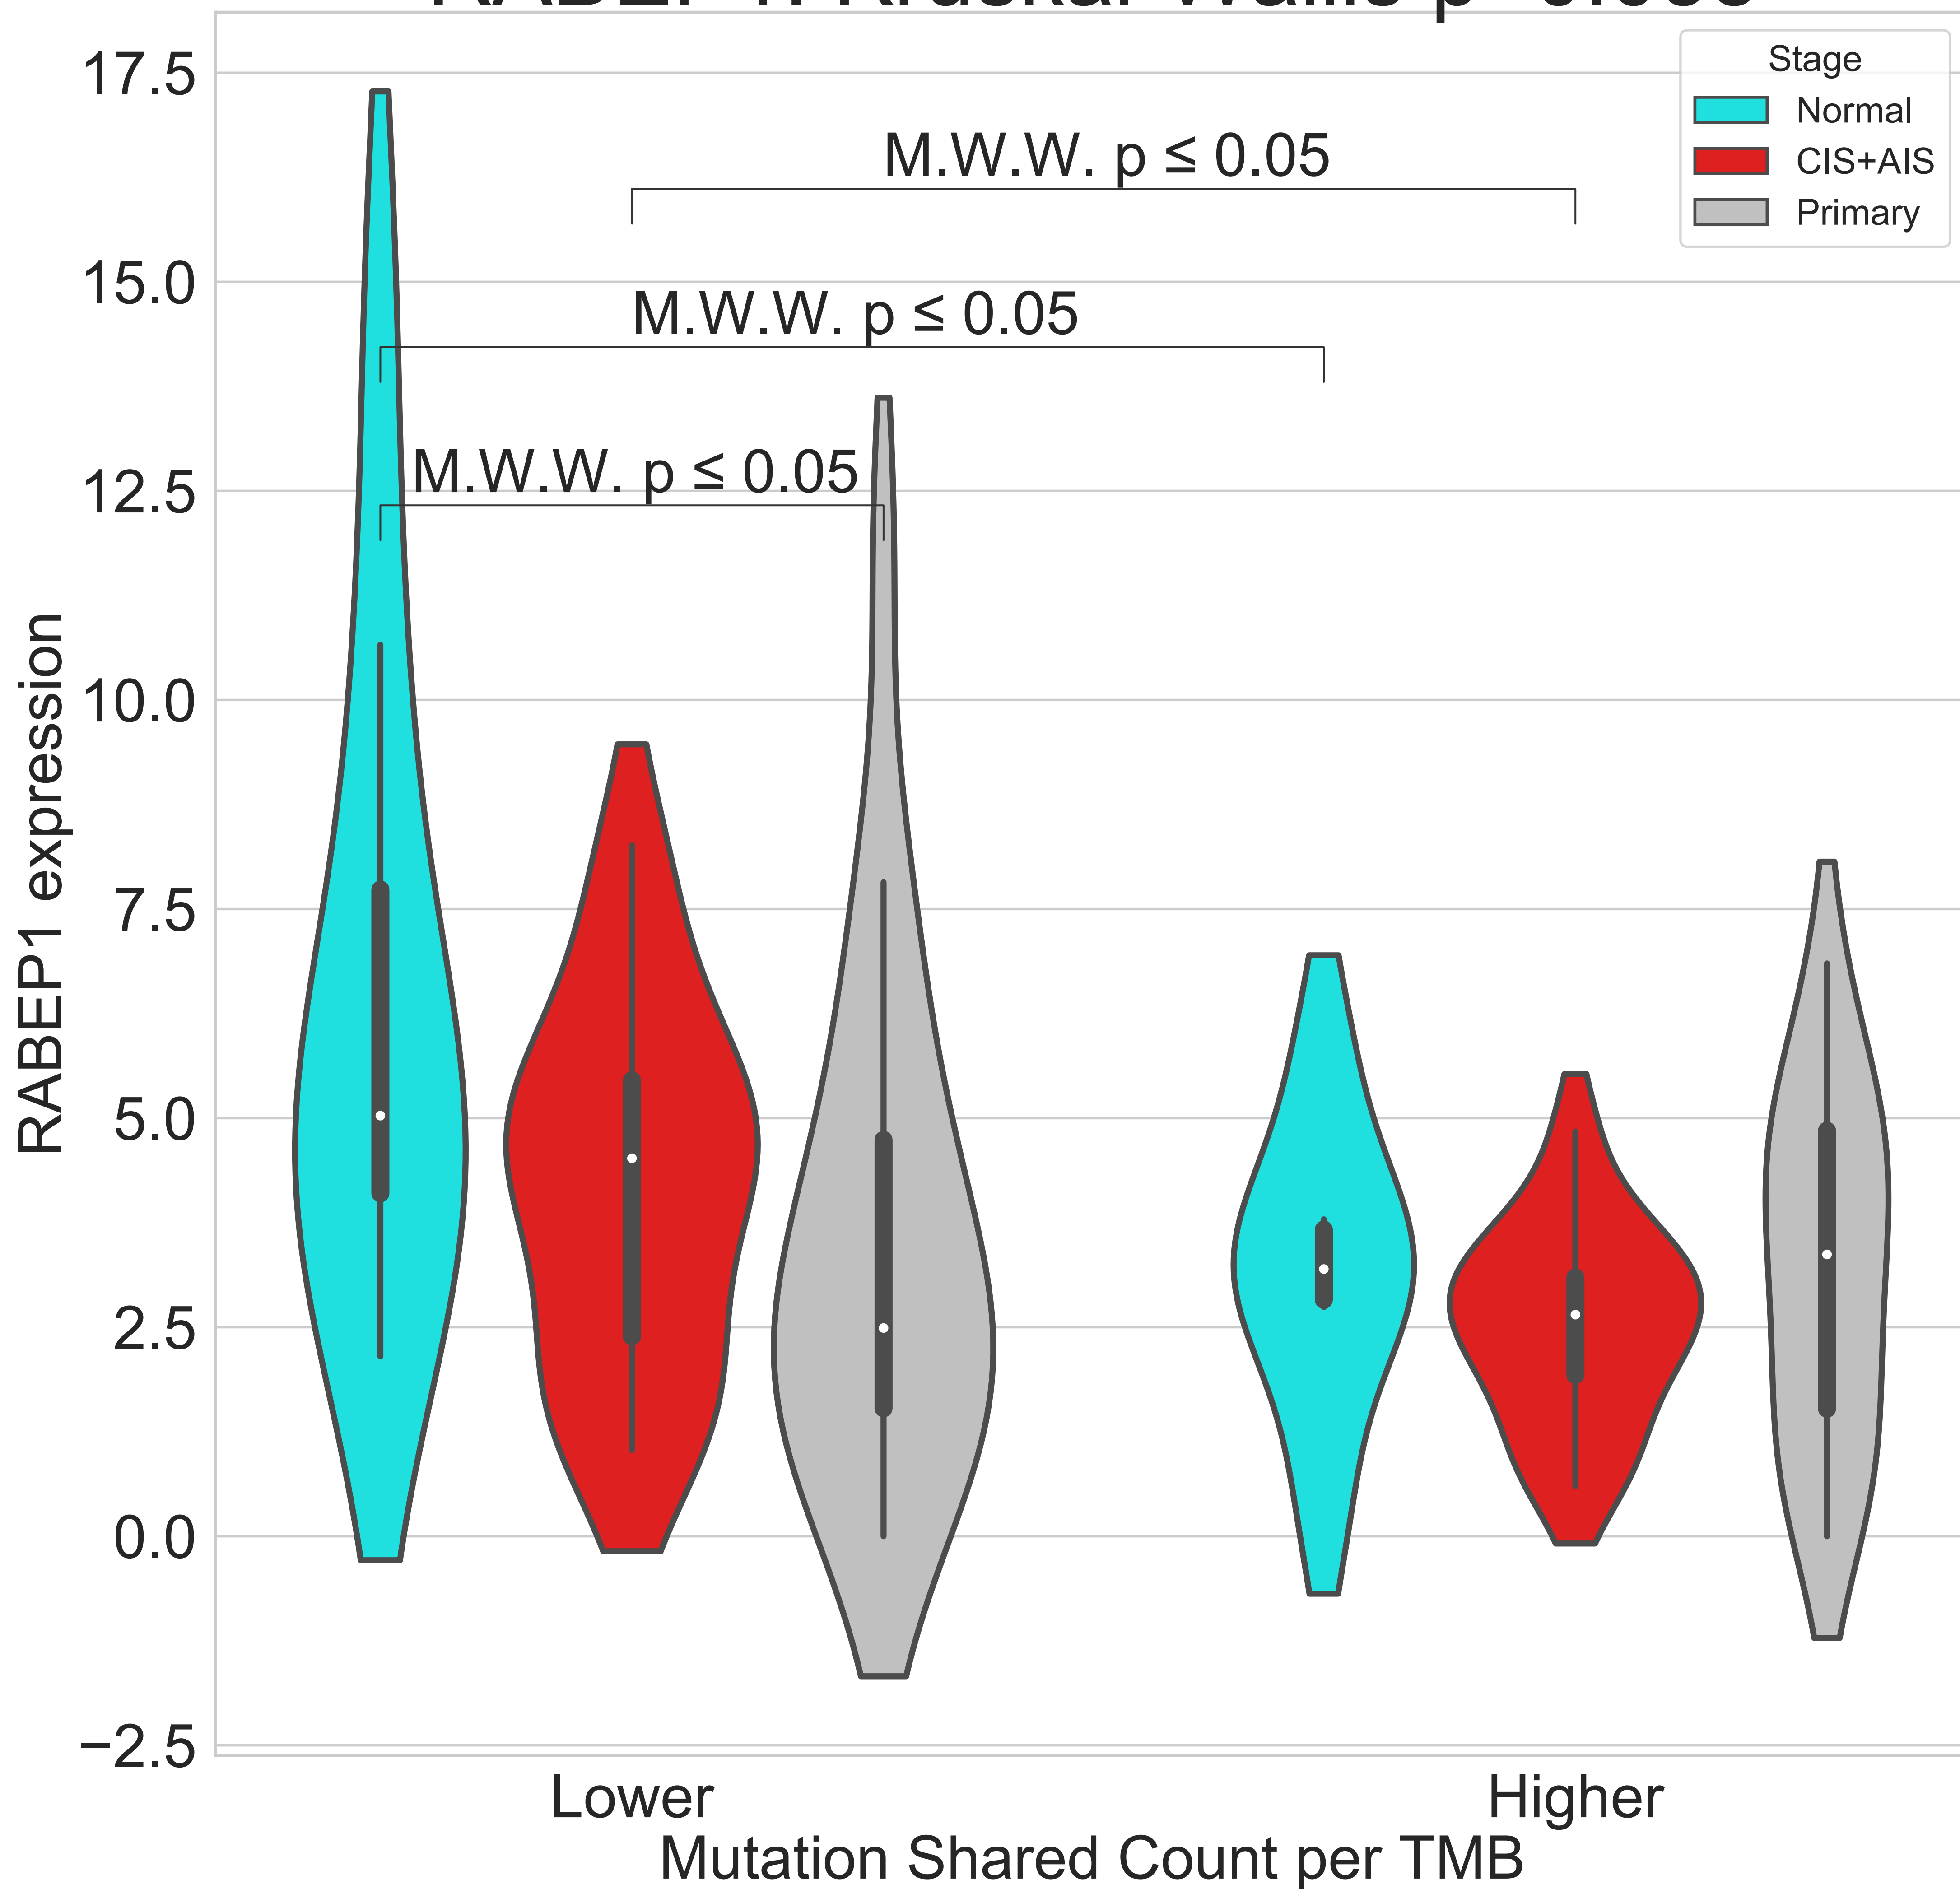 17.5
15.0
12.5
10.0
7.5
5.0
2.5
0.0
−2.5
RABEP1 expression
M.W.W. p ≤ 0.05
M.W.W. p ≤ 0.05
M.W.W. p ≤ 0.05
Stage
Normal
CIS+AIS
Primary
Lower
Higher
Mutation Shared Count per TMB